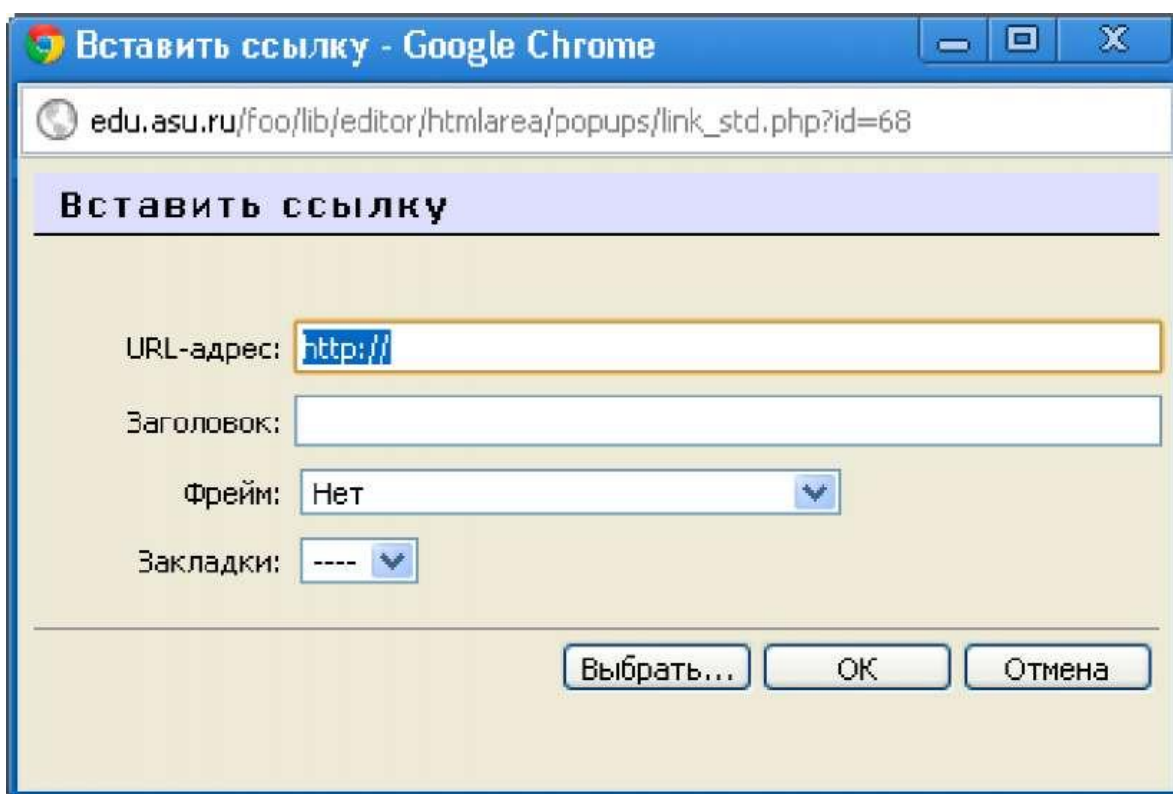 Вставить ссылку - Google Chrome
edu.asu.ru/foo/lib/editor/htmlarea/popups/link_std.php?id=68
Вставить ссылку
URL-адрес: http://
Заголовок:
Фрейм: Нет
Закладки: ----
Выбрать... ОК Отмена